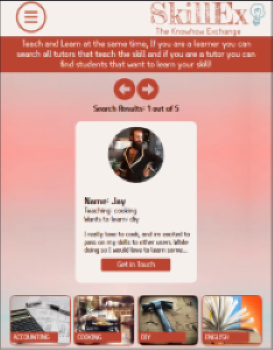 SkillEx
The Knowhow Exchange
Teach and Learn at the same time, If you are a learner you can
search all tutors that teach the skill and if you are a tutor you can
find students that want to learn your skill!
Search Results: 1 out of 5
Name: Jay
Teaching: cooking
Wants to learn: diy
I really love to cook, and im excited to
pass on my skills to other users. While
doing so I would love to learn some...
Get in Touch
ACCOUNTING
COOKING
DIY
ENGLISH